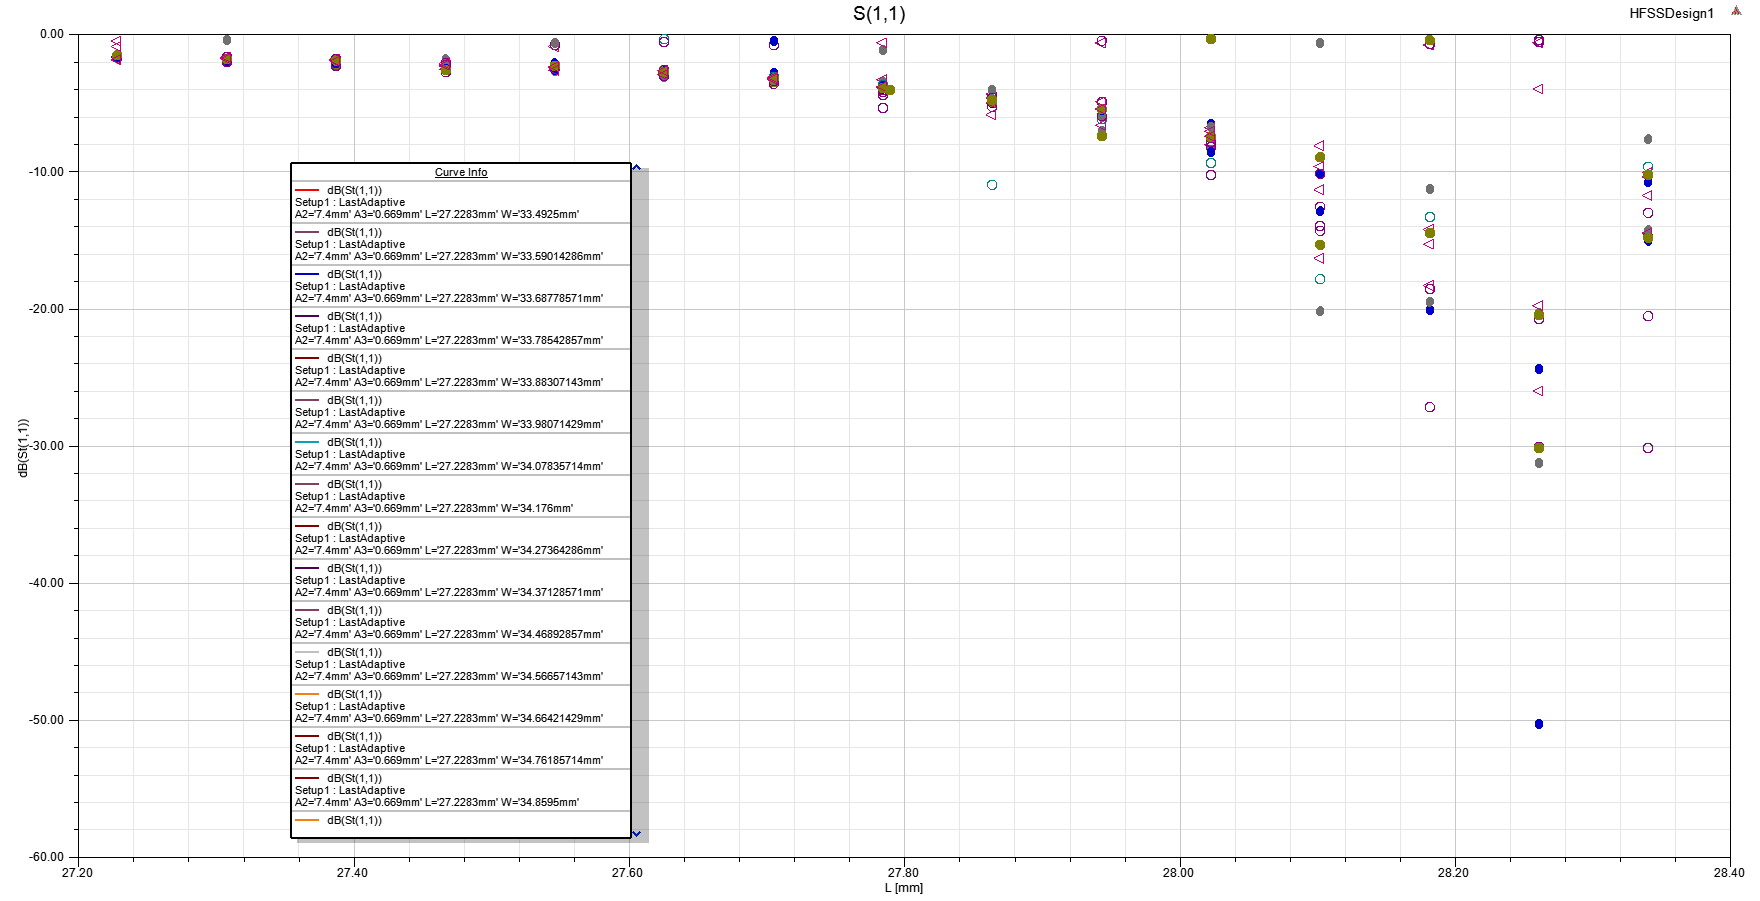 S(1,1)
HFSSDesign1
0.00
-10.00
-20.00
-30.00
-40.00
-50.00
-60.00
dB(St(1,1))
27.20
27.40
27.60
27.80
28.00
28.20
28.40
L [mm]
Curve Info
dB(St(1,1))
Setup1 : LastAdaptive
A2='7.4mm' A3='0.669mm' L='27.2283mm' W='33.4925mm'
dB(St(1,1))
Setup1 : LastAdaptive
A2='7.4mm' A3='0.669mm' L='27.2283mm' W='33.59014286mm'
dB(St(1,1))
Setup1 : LastAdaptive
A2='7.4mm' A3='0.669mm' L='27.2283mm' W='33.68778571mm'
dB(St(1,1))
Setup1 : LastAdaptive
A2='7.4mm' A3='0.669mm' L='27.2283mm' W='33.78542857mm'
dB(St(1,1))
Setup1 : LastAdaptive
A2='7.4mm' A3='0.669mm' L='27.2283mm' W='33.88307143mm'
dB(St(1,1))
Setup1 : LastAdaptive
A2='7.4mm' A3='0.669mm' L='27.2283mm' W='33.98071429mm'
dB(St(1,1))
Setup1 : LastAdaptive
A2='7.4mm' A3='0.669mm' L='27.2283mm' W='34.07835714mm'
dB(St(1,1))
Setup1 : LastAdaptive
A2='7.4mm' A3='0.669mm' L='27.2283mm' W='34.176mm'
dB(St(1,1))
Setup1 : LastAdaptive
A2='7.4mm' A3='0.669mm' L='27.2283mm' W='34.27364286mm'
dB(St(1,1))
Setup1 : LastAdaptive
A2='7.4mm' A3='0.669mm' L='27.2283mm' W='34.37128571mm'
dB(St(1,1))
Setup1 : LastAdaptive
A2='7.4mm' A3='0.669mm' L='27.2283mm' W='34.46892857mm'
dB(St(1,1))
Setup1 : LastAdaptive
A2='7.4mm' A3='0.669mm' L='27.2283mm' W='34.56657143mm'
dB(St(1,1))
Setup1 : LastAdaptive
A2='7.4mm' A3='0.669mm' L='27.2283mm' W='34.66421429mm'
dB(St(1,1))
Setup1 : LastAdaptive
A2='7.4mm' A3='0.669mm' L='27.2283mm' W='34.76185714mm'
dB(St(1,1))
Setup1 : LastAdaptive
A2='7.4mm' A3='0.669mm' L='27.2283mm' W='34.8595mm'
dB(St(1,1))